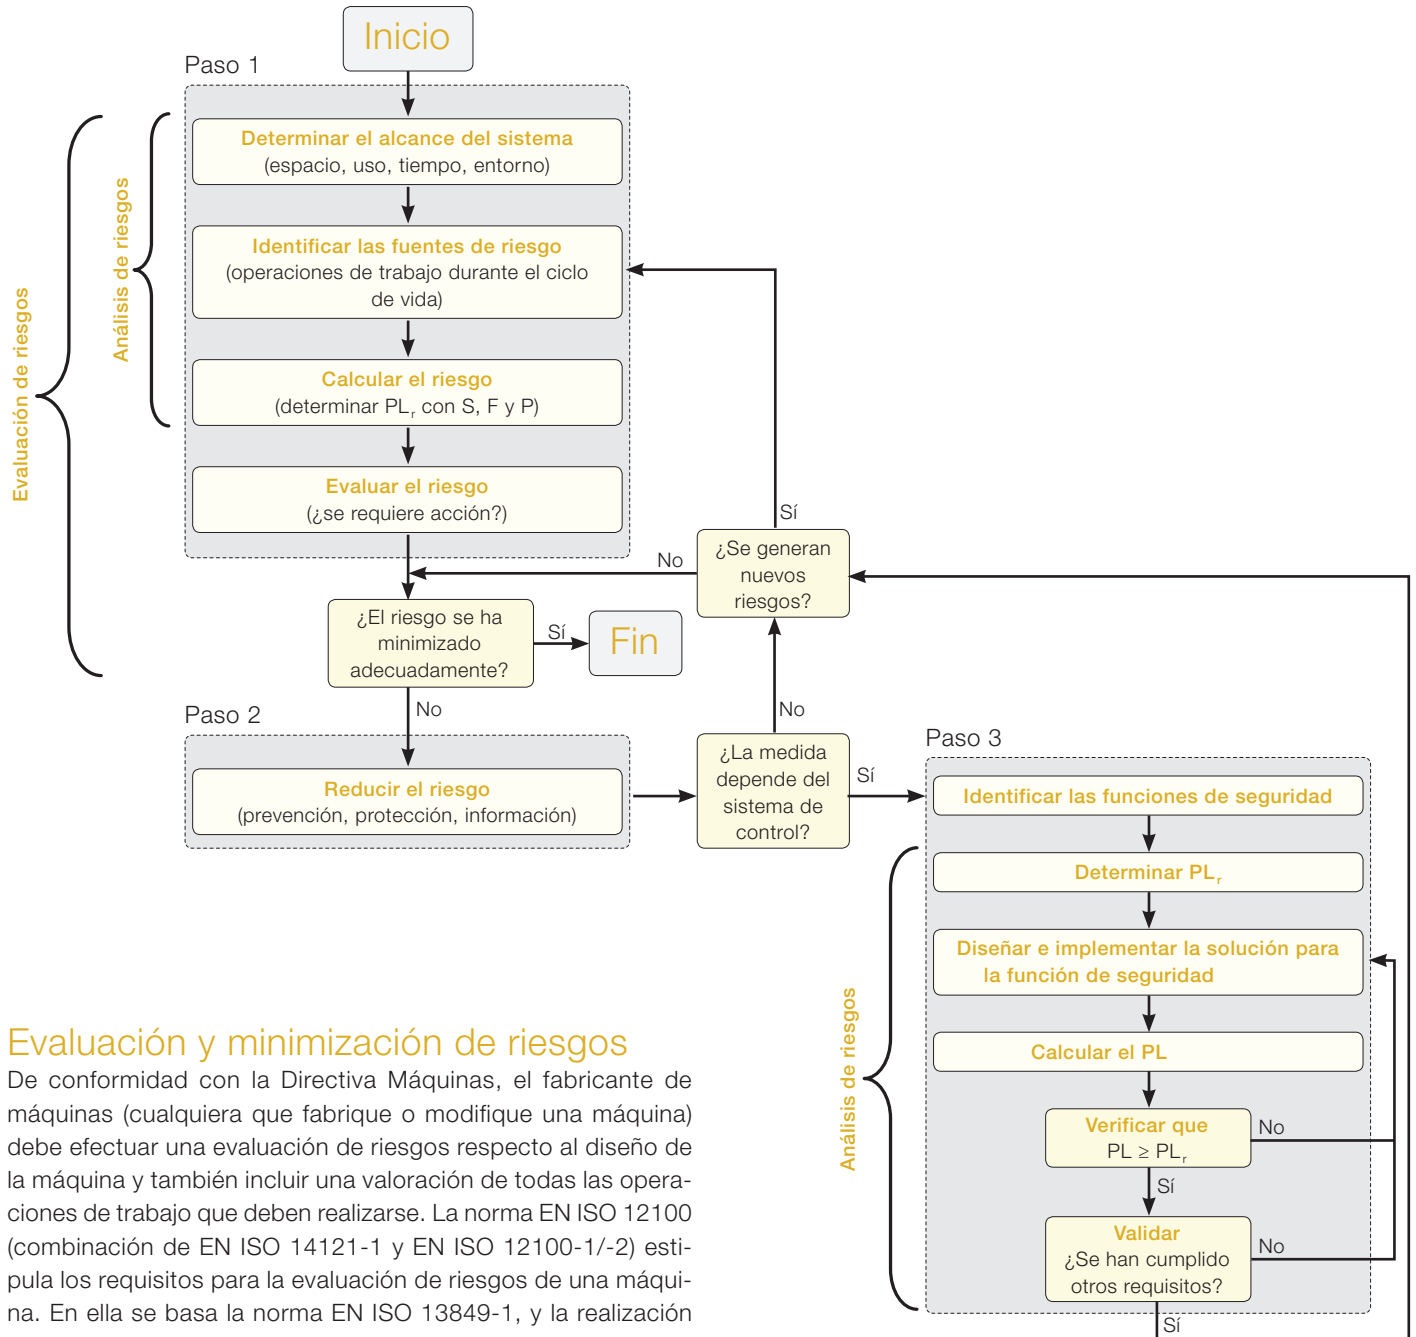 Inicio
Paso 1
Determinar el alcance del sistema
(espacio, uso, tiempo, entorno)
Identificar las fuentes de riesgo
(operaciones de trabajo durante el ciclo
de vida)
Calcular el riesgo
(determinar PLr con S, F y P)
Evaluar el riesgo
(¿se requiere acción?)
Análisis de riesgos
Evaluación de riesgos
Sí
¿Se generan
nuevos
riesgos?
No
¿El riesgo se ha
minimizado
adecuadamente?
Sí
Fin
No
No
Paso 2
Reducir el riesgo
(prevención, protección, información)
¿La medida
depende del
sistema de
control?
Sí
Paso 3
Identificar las funciones de seguridad
Determinar PLr
Diseñar e implementar la solución para
la función de seguridad
Calcular el PL
Verificar que
PL ≥ PLr
No
Sí
Validar
¿Se han cumplido
otros requisitos?
No
Sí
Análisis de riesgos
Evaluación y minimización de riesgos
De conformidad con la Directiva Máquinas, el fabricante de
máquinas (cualquiera que fabrique o modifique una máquina)
debe efectuar una evaluación de riesgos respecto al diseño de
la máquina y también incluir una valoración de todas las opera-
ciones de trabajo que deben realizarse. La norma EN ISO 12100
(combinación de EN ISO 14121-1 y EN ISO 12100-1/-2) esti-
pula los requisitos para la evaluación de riesgos de una máqui-
na. En ella se basa la norma EN ISO 13849-1, y la realización